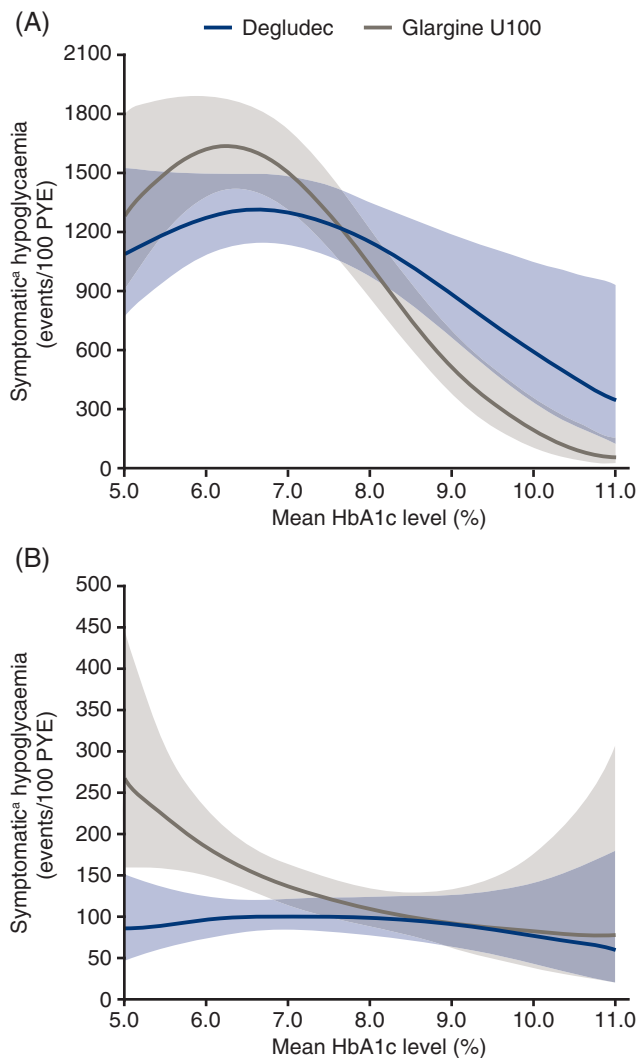 (A)
Degludec Glargine U100
2100
1800
1500
1200
900
600
300
0
Symptomaticᵃ hypoglycaemia
(events/100 PYE)
5.0 6.0 7.0 8.0 9.0 10.0 11.0
Mean HbA1c level (%)
(B)
500
450
400
350
300
250
200
150
100
50
0
Symptomaticᵃ hypoglycaemia
(events/100 PYE)
5.0 6.0 7.0 8.0 9.0 10.0 11.0
Mean HbA1c level (%)